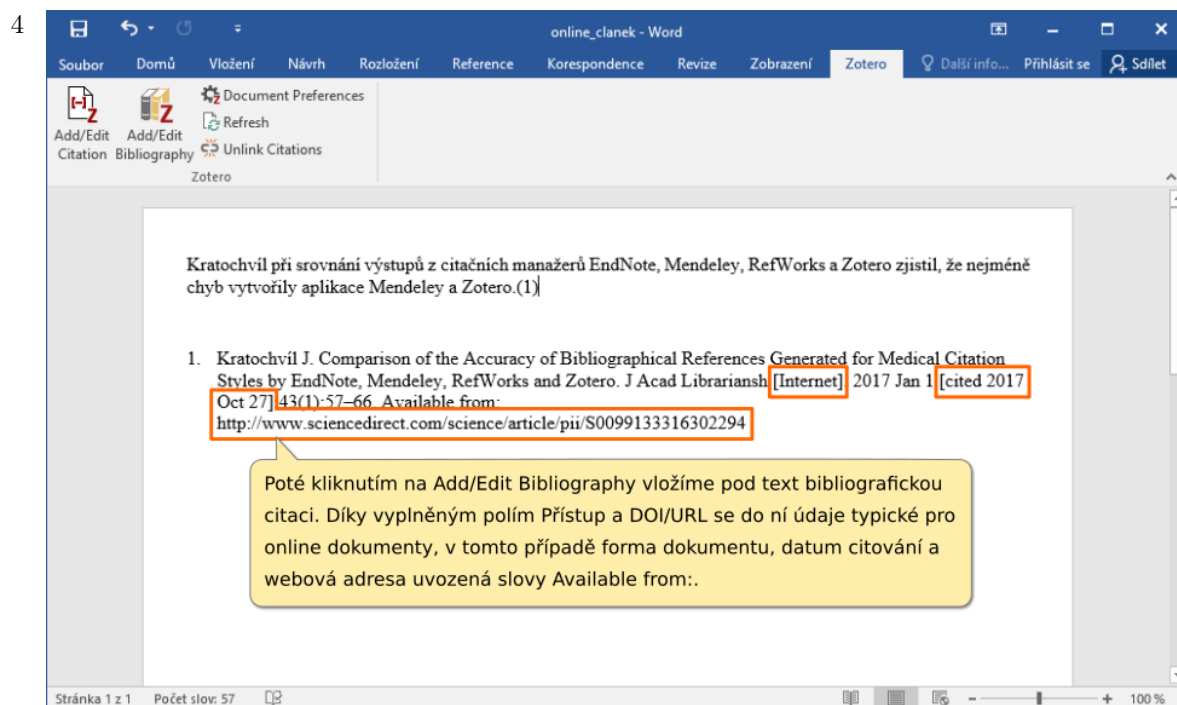 4
online_clanek - Word
Soubor Domů Vložení Návrh Rozložení Reference Korespondence Revize Zobrazení Zotero Další info... Přihlásit se Sdílet
Add/Edit Citation
Add/Edit Bibliography
Document Preferences
Refresh
Unlink Citations
Zotero
Kratochvíl při srovnání výstupů z citačních manažerů EndNote, Mendeley, RefWorks a Zotero zjistil, že nejméně
chyb vytvořily aplikace Mendeley a Zotero.(1)
1. Kratochvíl J. Comparison of the Accuracy of Bibliographical References Generated for Medical Citation
Styles by EndNote, Mendeley, RefWorks and Zotero. J Acad Librariansh [Internet] 2017 Jan 1 [cited 2017
Oct 27] 43(1):57–66. Available from:
http://www.sciencedirect.com/science/article/pii/S0099133316302294
Poté kliknutím na Add/Edit Bibliography vložíme pod text bibliografickou
citaci. Díky vyplněným polím Přístup a DOI/URL se do ní údaje typické pro
online dokumenty, v tomto případě forma dokumentu, datum citování a
webová adresa uvozená slovy Available from:.
Stránka 1 z 1 Počet slov: 57 100 %